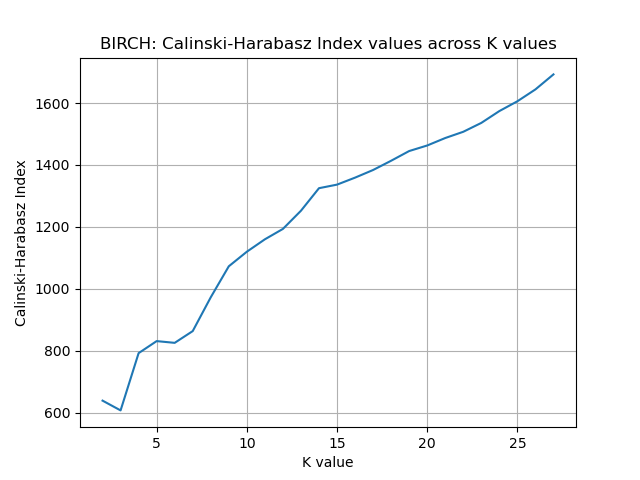 BIRCH: Calinski-Harabasz Index values across K values
Calinski-Harabasz Index
1600
1400
1200
1000
800
600
5 10 15 20 25
K value